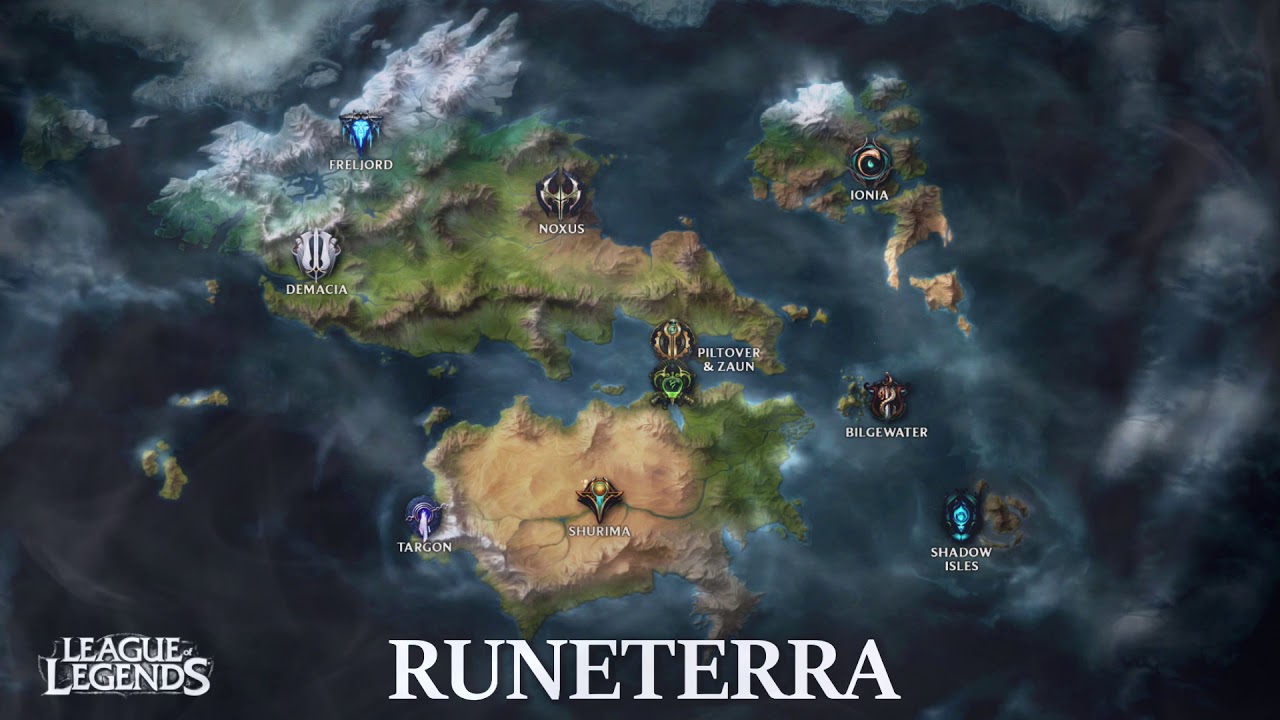 FRELJORD
IONIA
NOXUS
DEMACIA
PILTOVER
& ZAUN
BILGEWATER
SHURIMA
TARGON
SHADOW
ISLES
LEAGUE of
LEGENDS
RUNETERRA